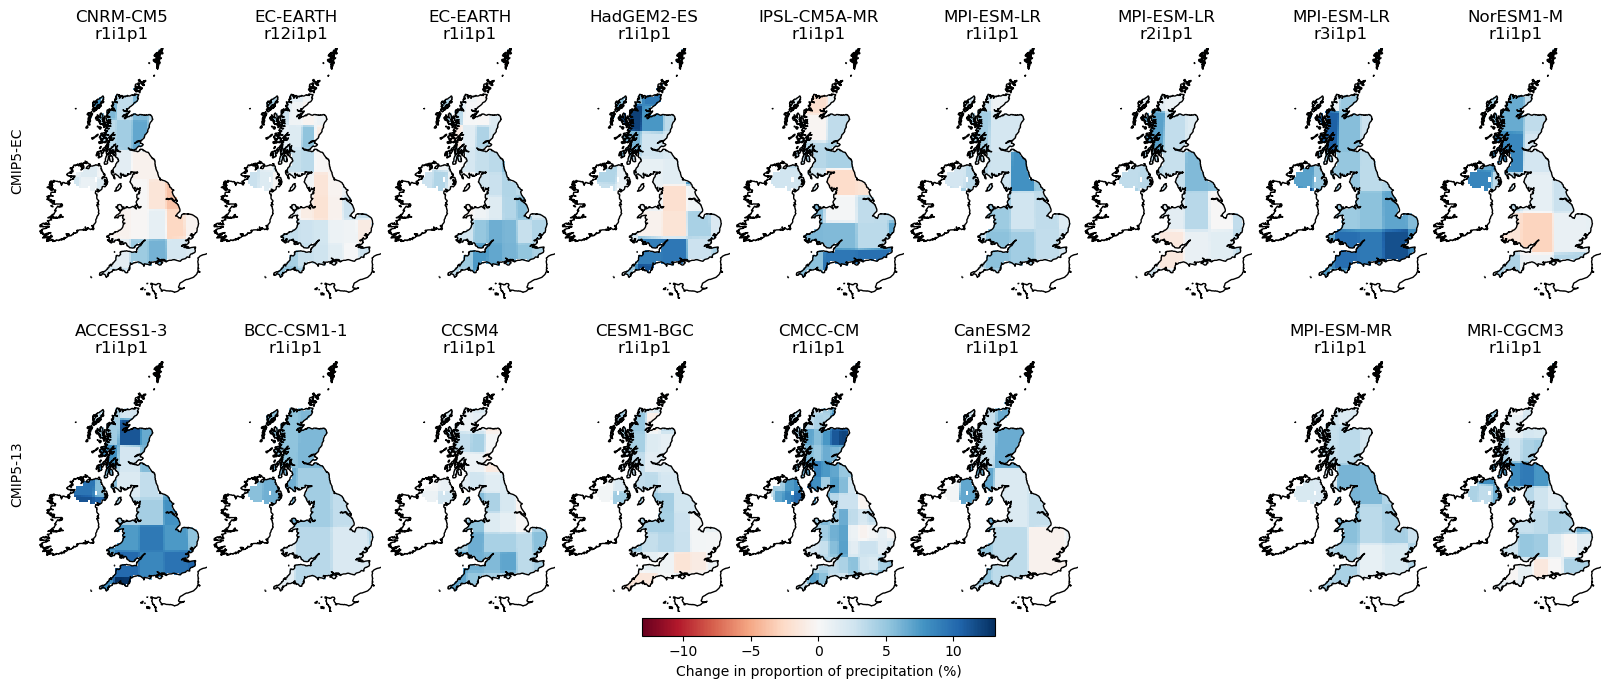 CNRM-CM5
r1i1p1
EC-EARTH
r12i1p1
EC-EARTH
r1i1p1
HadGEM2-ES
r1i1p1
IPSL-CM5A-MR
r1i1p1
MPI-ESM-LR
r1i1p1
MPI-ESM-LR
r2i1p1
MPI-ESM-LR
r3i1p1
NorESM1-M
r1i1p1
CMIP5-EC
ACCESS1-3
r1i1p1
BCC-CSM1-1
r1i1p1
CCSM4
r1i1p1
CESM1-BGC
r1i1p1
CMCC-CM
r1i1p1
CanESM2
r1i1p1
MPI-ESM-MR
r1i1p1
MRI-CGCM3
r1i1p1
CMIP5-13
−10 −5 0 5 10
Change in proportion of precipitation (%)